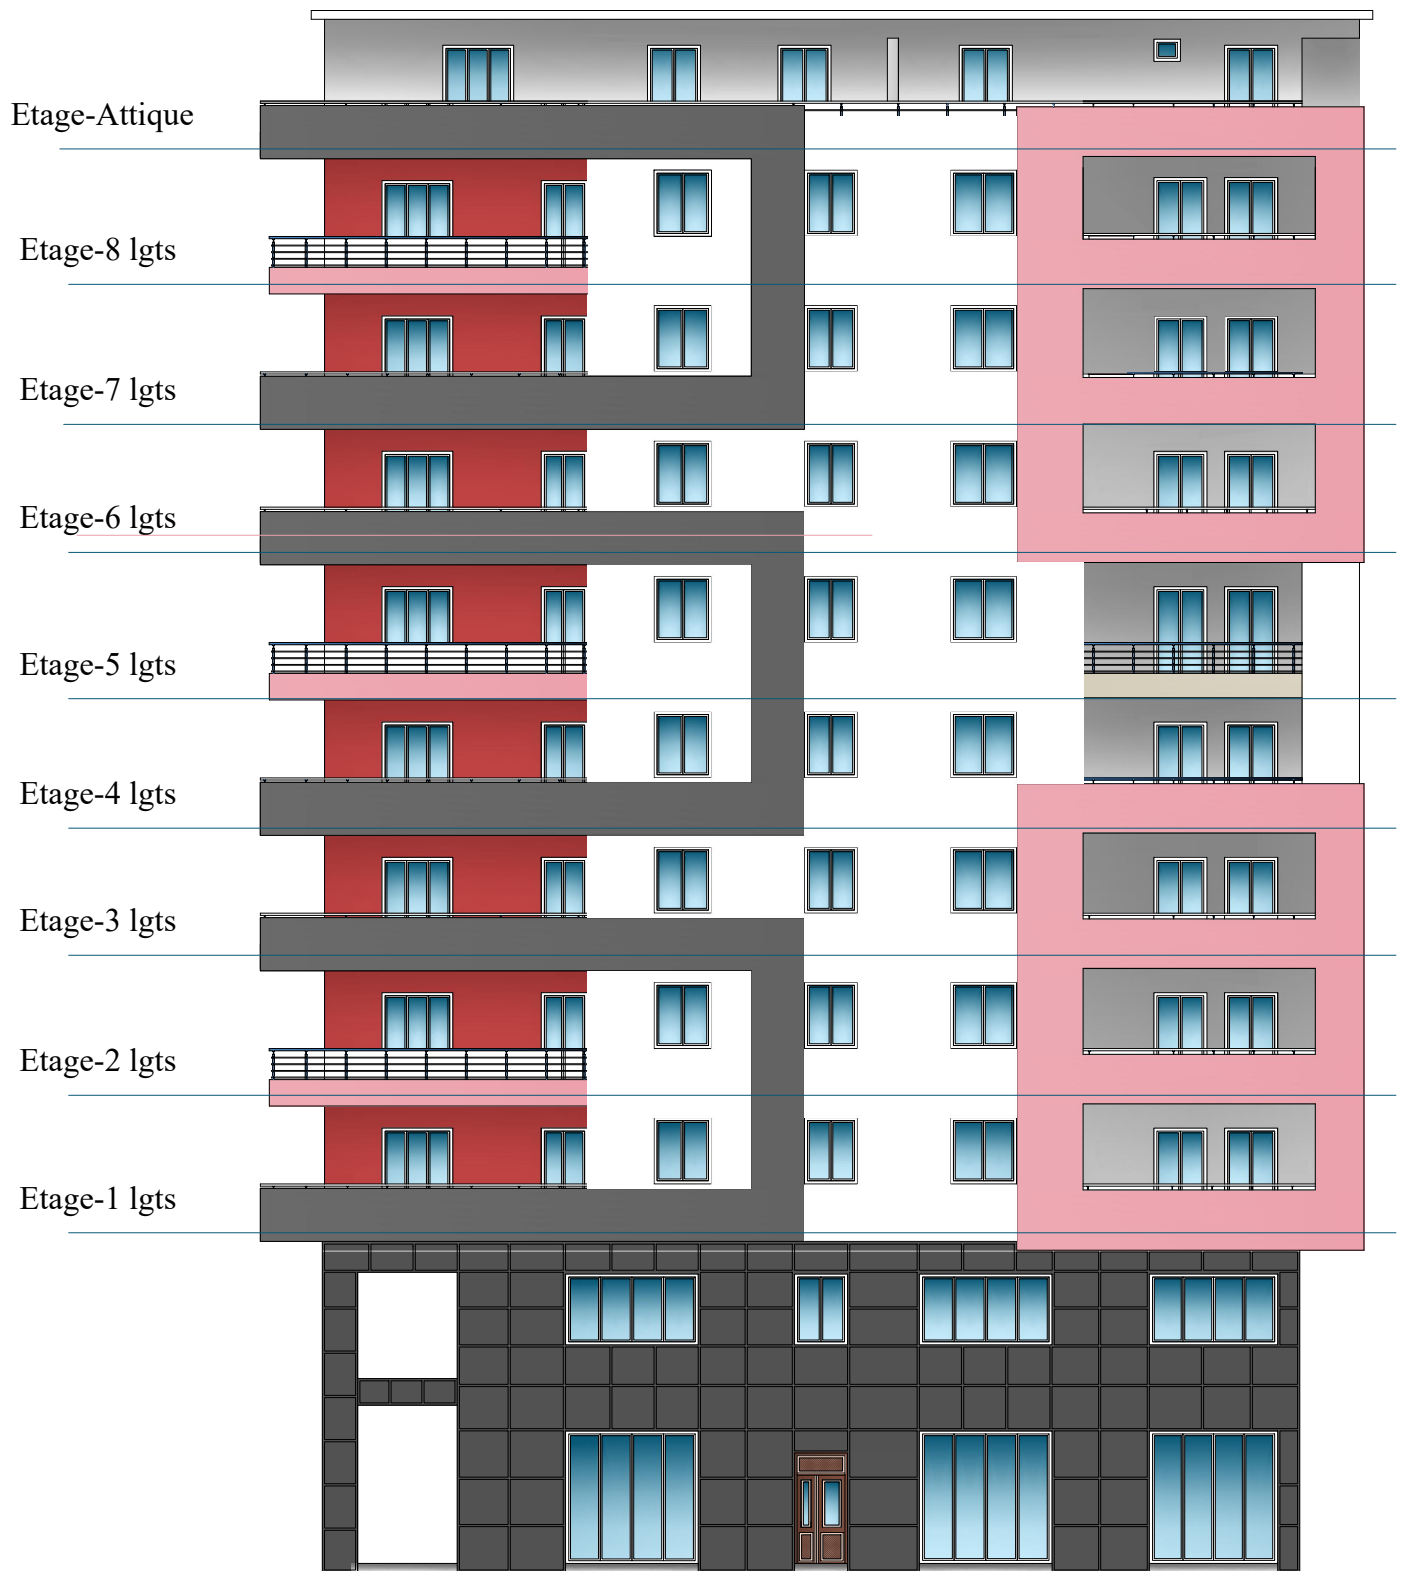 Etage-Attique
Etage-8 lgts
Etage-7 lgts
Etage-6 lgts
Etage-5 lgts
Etage-4 lgts
Etage-3 lgts
Etage-2 lgts
Etage-1 lgts